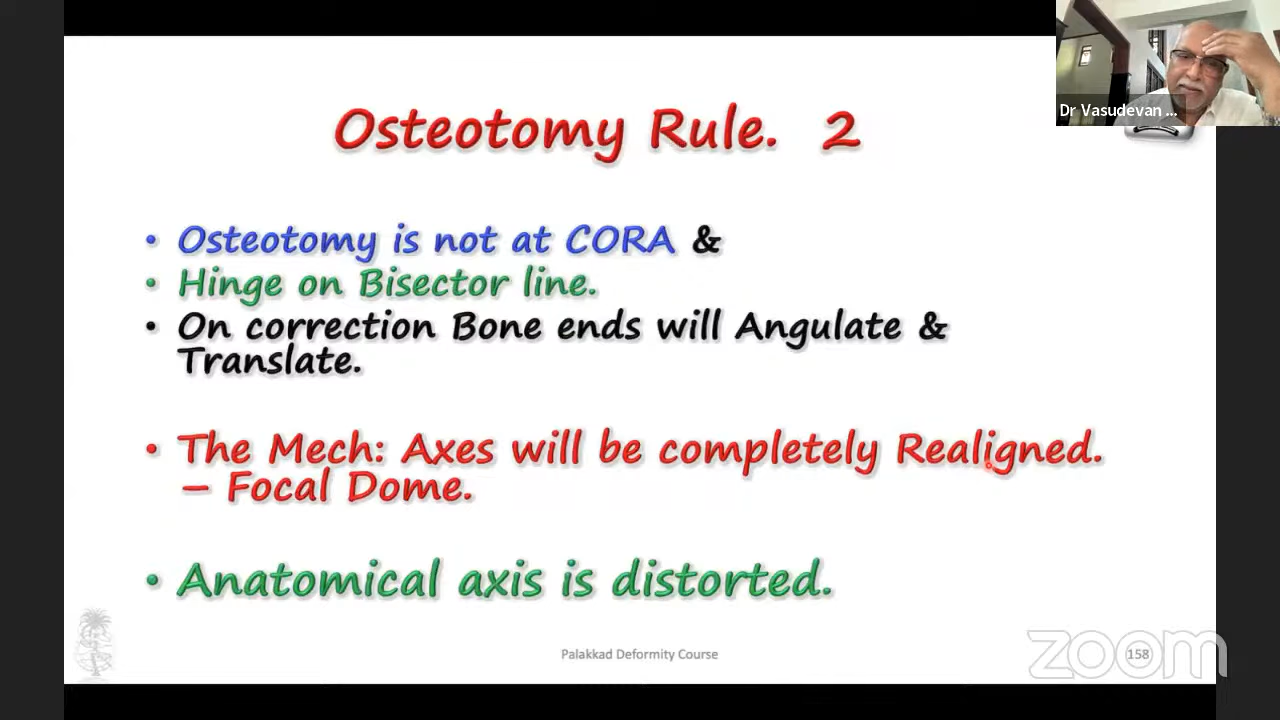 Dr Vasudevan ...
Osteotomy Rule. 2
• Osteotomy is not at CORA &
• Hinge on Bisector line.
• On correction Bone ends will Angulate &
Translate.
• The Mech: Axes will be completely Realigned.
– Focal Dome.
• Anatomical axis is distorted.
Palakkad Deformity Course
158
zoom